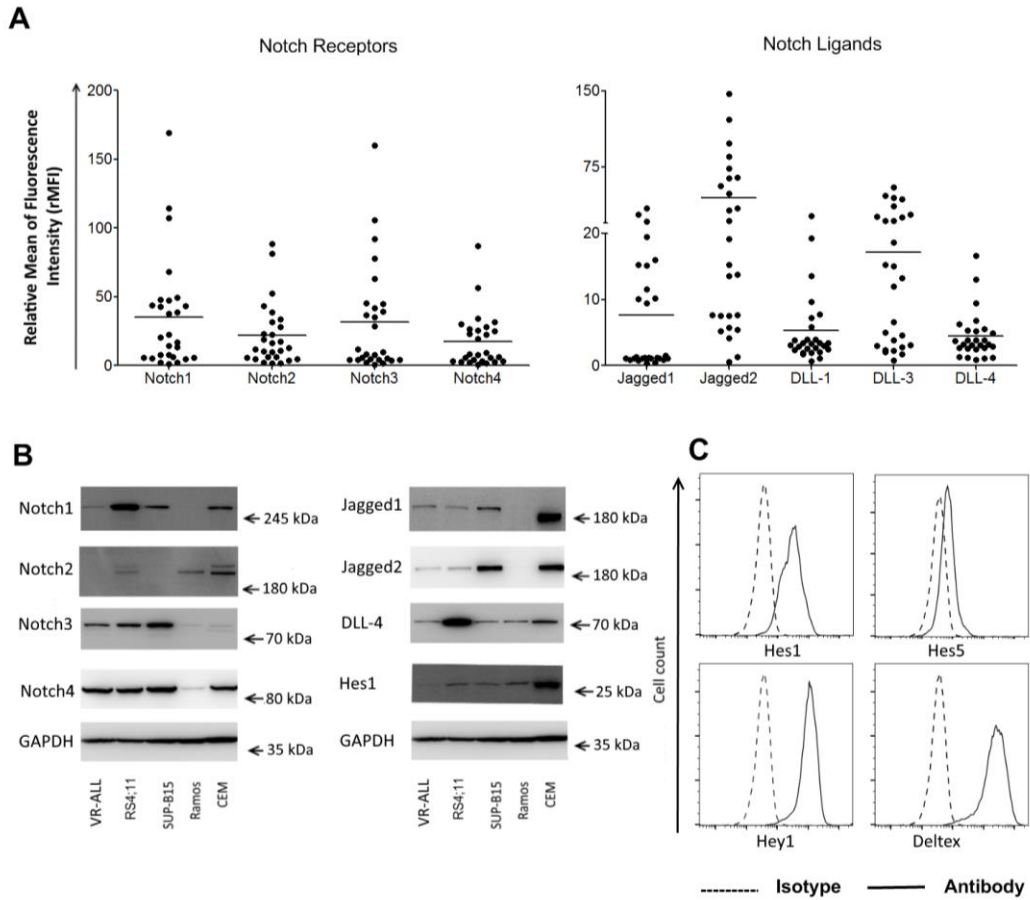 A
Notch Receptors
Notch Ligands
Relative Mean of Fluorescence
Intensity (rMFI)
200
150
100
50
0
Notch1
Notch2
Notch3
Notch4
150
75
20
10
0
Jagged1
Jagged2
DLL-1
DLL-3
DLL-4
B
Notch1
245 kDa
Notch2
180 kDa
Notch3
70 kDa
Notch4
80 kDa
GAPDH
35 kDa
VR-ALL
RS4;11
SUP-B15
Ramos
CEM
Jagged1
180 kDa
Jagged2
180 kDa
DLL-4
70 kDa
Hes1
25 kDa
GAPDH
35 kDa
VR-ALL
RS4;11
SUP-B15
Ramos
CEM
C
Cell count
Hes1
Hes5
Hey1
Deltex
Isotype
Antibody